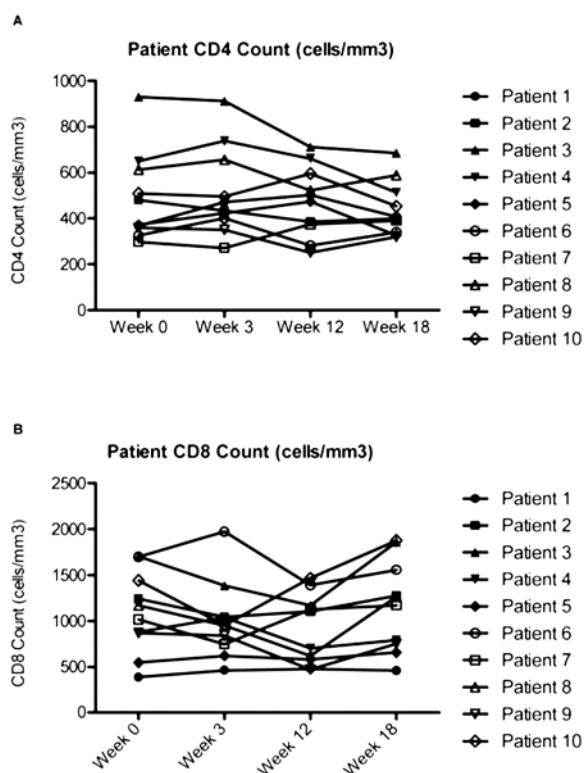 A
Patient CD4 Count (cells/mm3)
CD4 Count (cells/mm3)
1000
800
600
400
200
0
Week 0 Week 3 Week 12 Week 18
Patient 1
Patient 2
Patient 3
Patient 4
Patient 5
Patient 6
Patient 7
Patient 8
Patient 9
Patient 10
B
Patient CD8 Count (cells/mm3)
CD8 Count (cells/mm3)
2500
2000
1500
1000
500
0
Week 0 Week 3 Week 12 Week 18
Patient 1
Patient 2
Patient 3
Patient 4
Patient 5
Patient 6
Patient 7
Patient 8
Patient 9
Patient 10